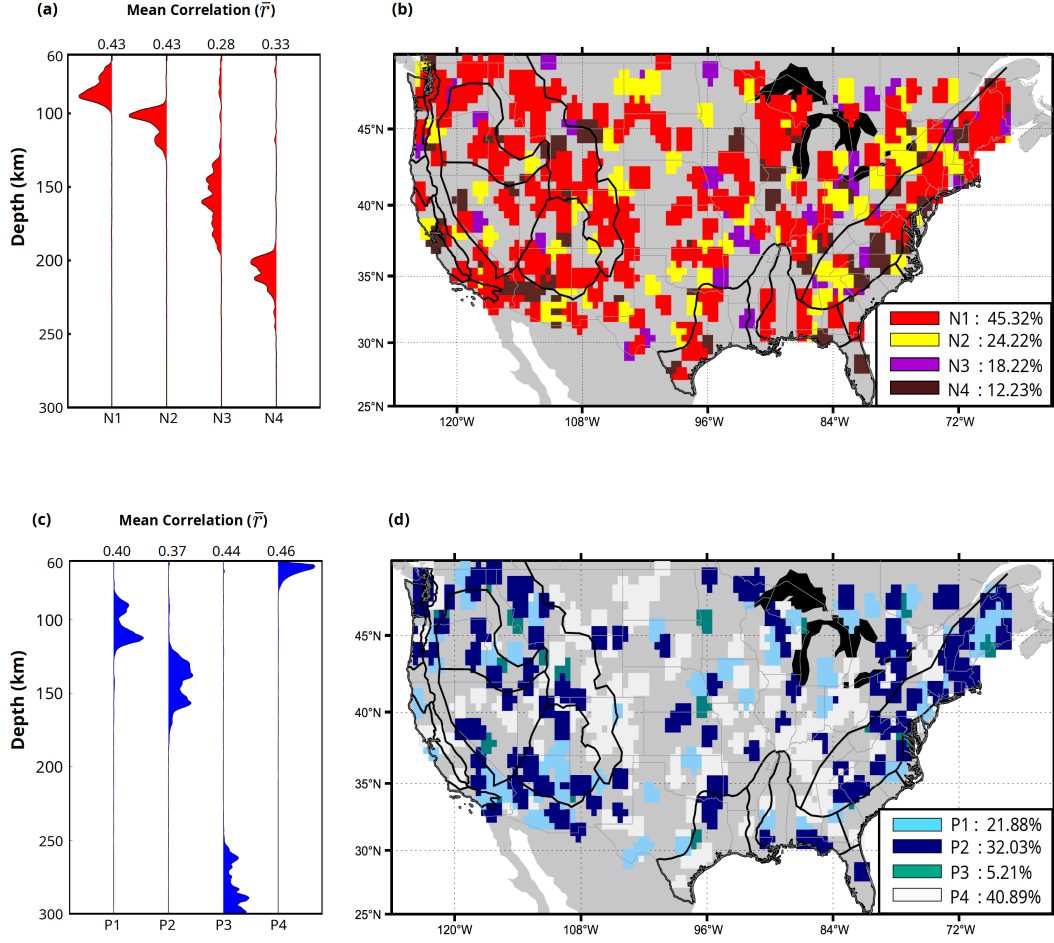 (a)
Mean Correlation (r̄)
0.43 0.43 0.28 0.33
60
100
150
200
250
300
Depth (km)
N1 N2 N3 N4
(b)
45°N
40°N
35°N
30°N
25°N
120°W 108°W 96°W 84°W 72°W
N1 : 45.32%
N2 : 24.22%
N3 : 18.22%
N4 : 12.23%
(c)
Mean Correlation (r̄)
0.40 0.37 0.44 0.46
60
100
150
200
250
300
Depth (km)
P1 P2 P3 P4
(d)
45°N
40°N
35°N
30°N
25°N
120°W 108°W 96°W 84°W 72°W
P1 : 21.88%
P2 : 32.03%
P3 : 5.21%
P4 : 40.89%